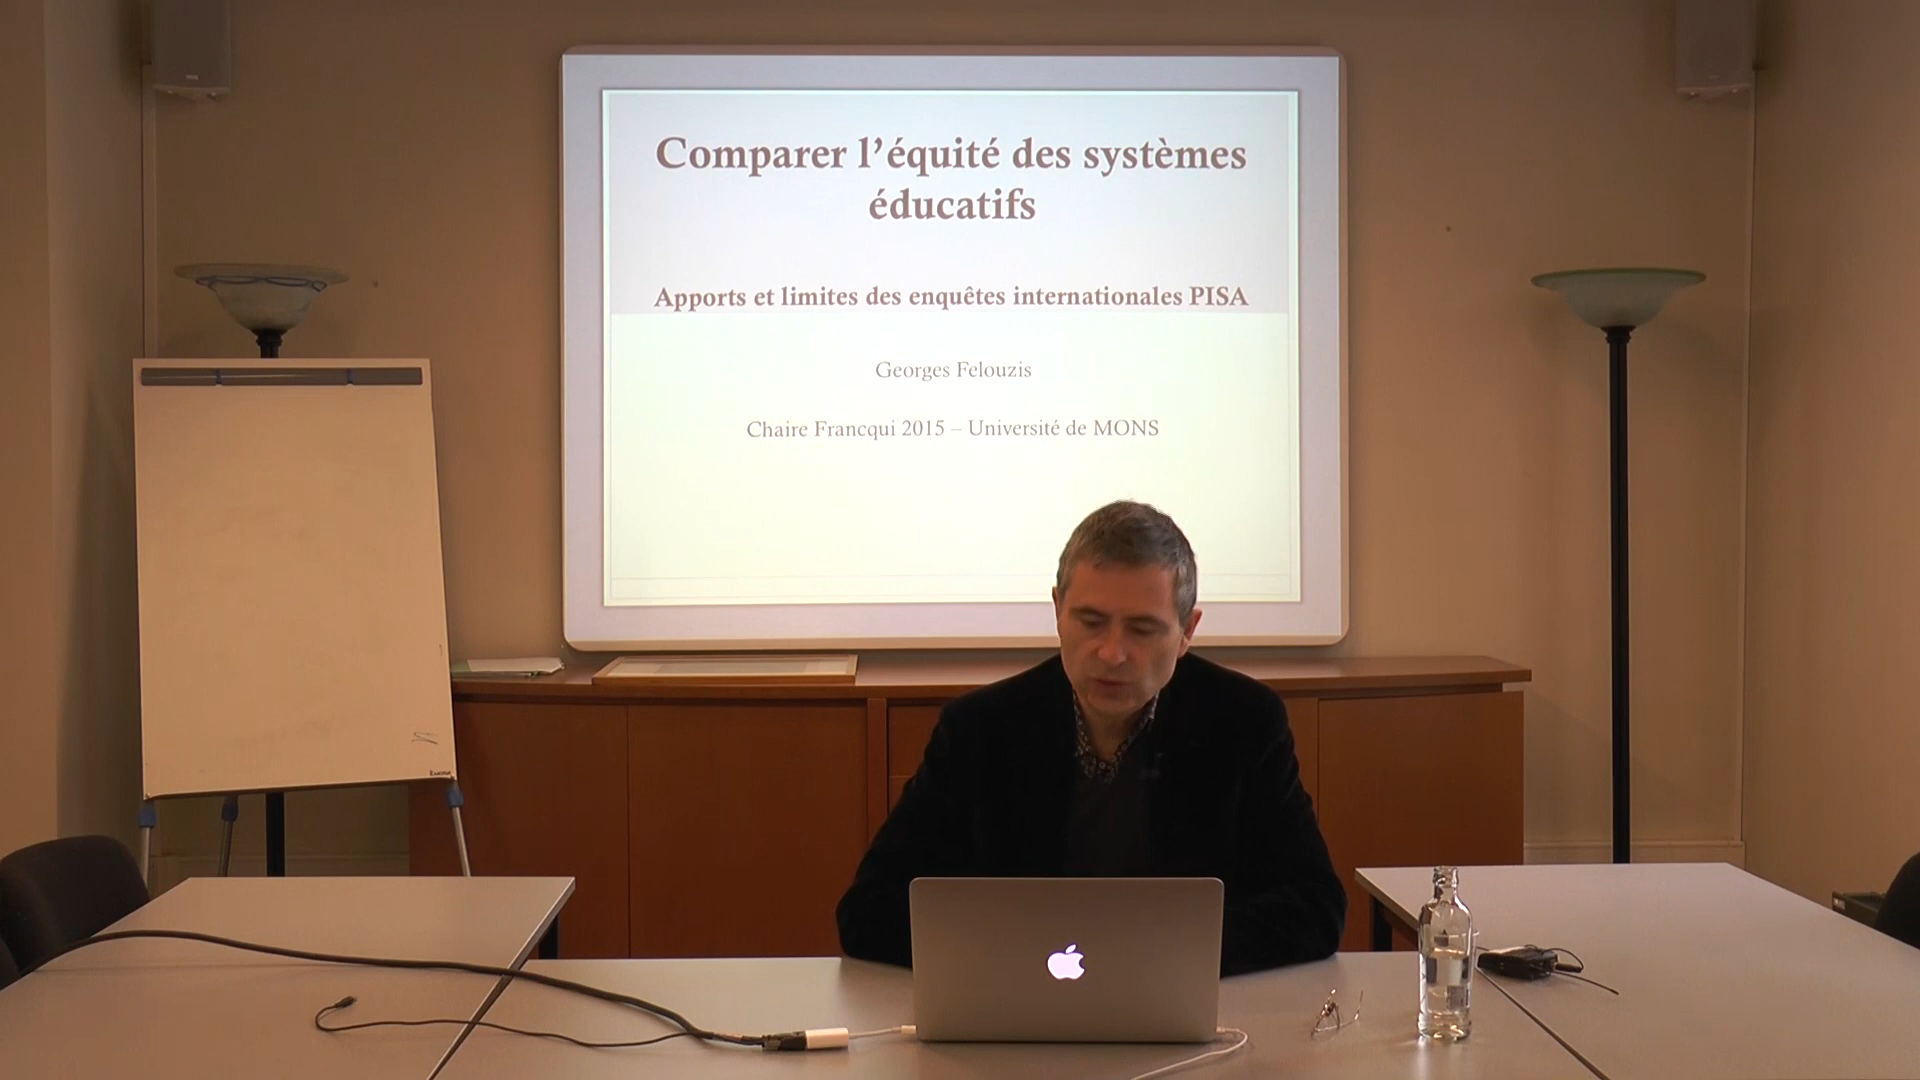 Comparer l’équité des systèmes
éducatifs
Apports et limites des enquêtes internationales PISA
Georges Felouzis
Chaire Francqui 2015 – Université de MONS